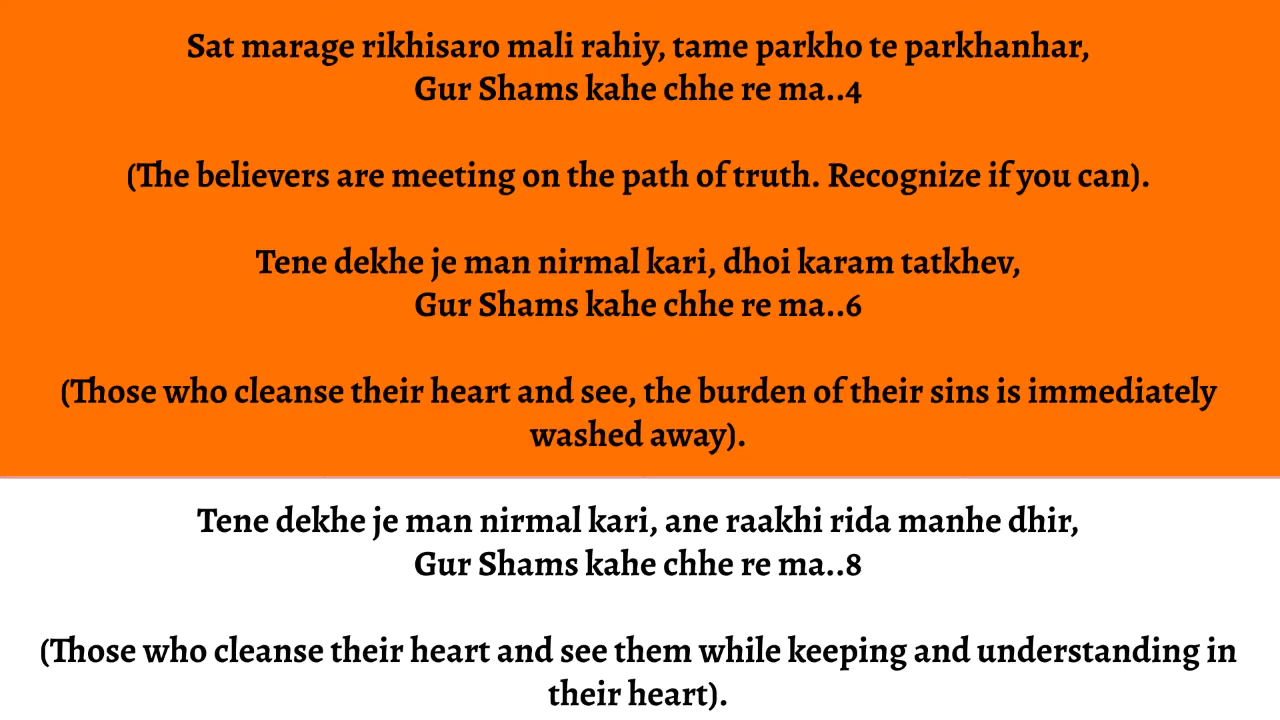 Sat marage rikhisaro mali rahiy, tame parkho te parkhanhar,
Gur Shams kahe chhe re ma..4
(The believers are meeting on the path of truth. Recognize if you can).
Tene dekhe je man nirmal kari, dhoi karam tatkhev,
Gur Shams kahe chhe re ma..6
(Those who cleanse their heart and see, the burden of their sins is immediately
washed away).
Tene dekhe je man nirmal kari, ane raakhi rida manhe dhir,
Gur Shams kahe chhe re ma..8
(Those who cleanse their heart and see them while keeping and understanding in
their heart).